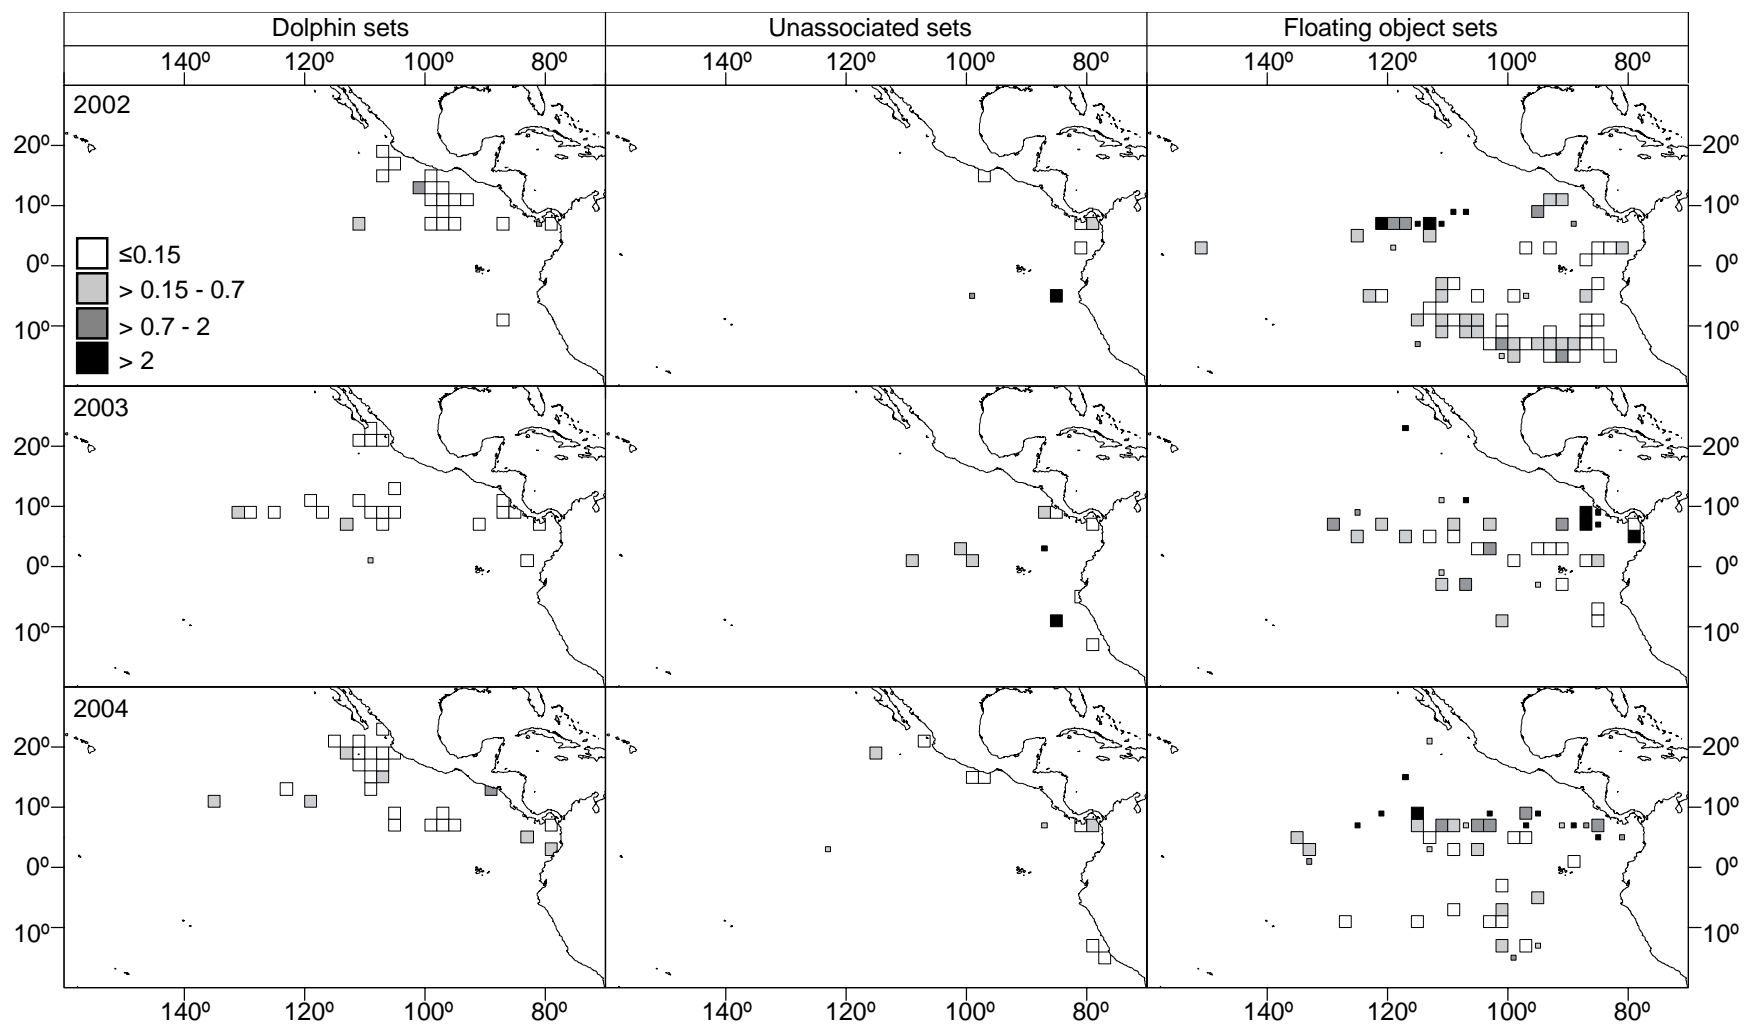 Dolphin sets Unassociated sets Floating object sets
140º 120º 100º 80º 140º 120º 100º 80º 140º 120º 100º 80º
2002
20º 20º
10º 10º
≤0.15
0º 0º
> 0.15 - 0.7
> 0.7 - 2
10º 10º
> 2
2003
20º 20º
10º 10º
0º 0º
10º 10º
2004
20º 20º
10º 10º
0º 0º
10º 10º
140º 120º 100º 80º 140º 120º 100º 80º 140º 120º 100º 80º